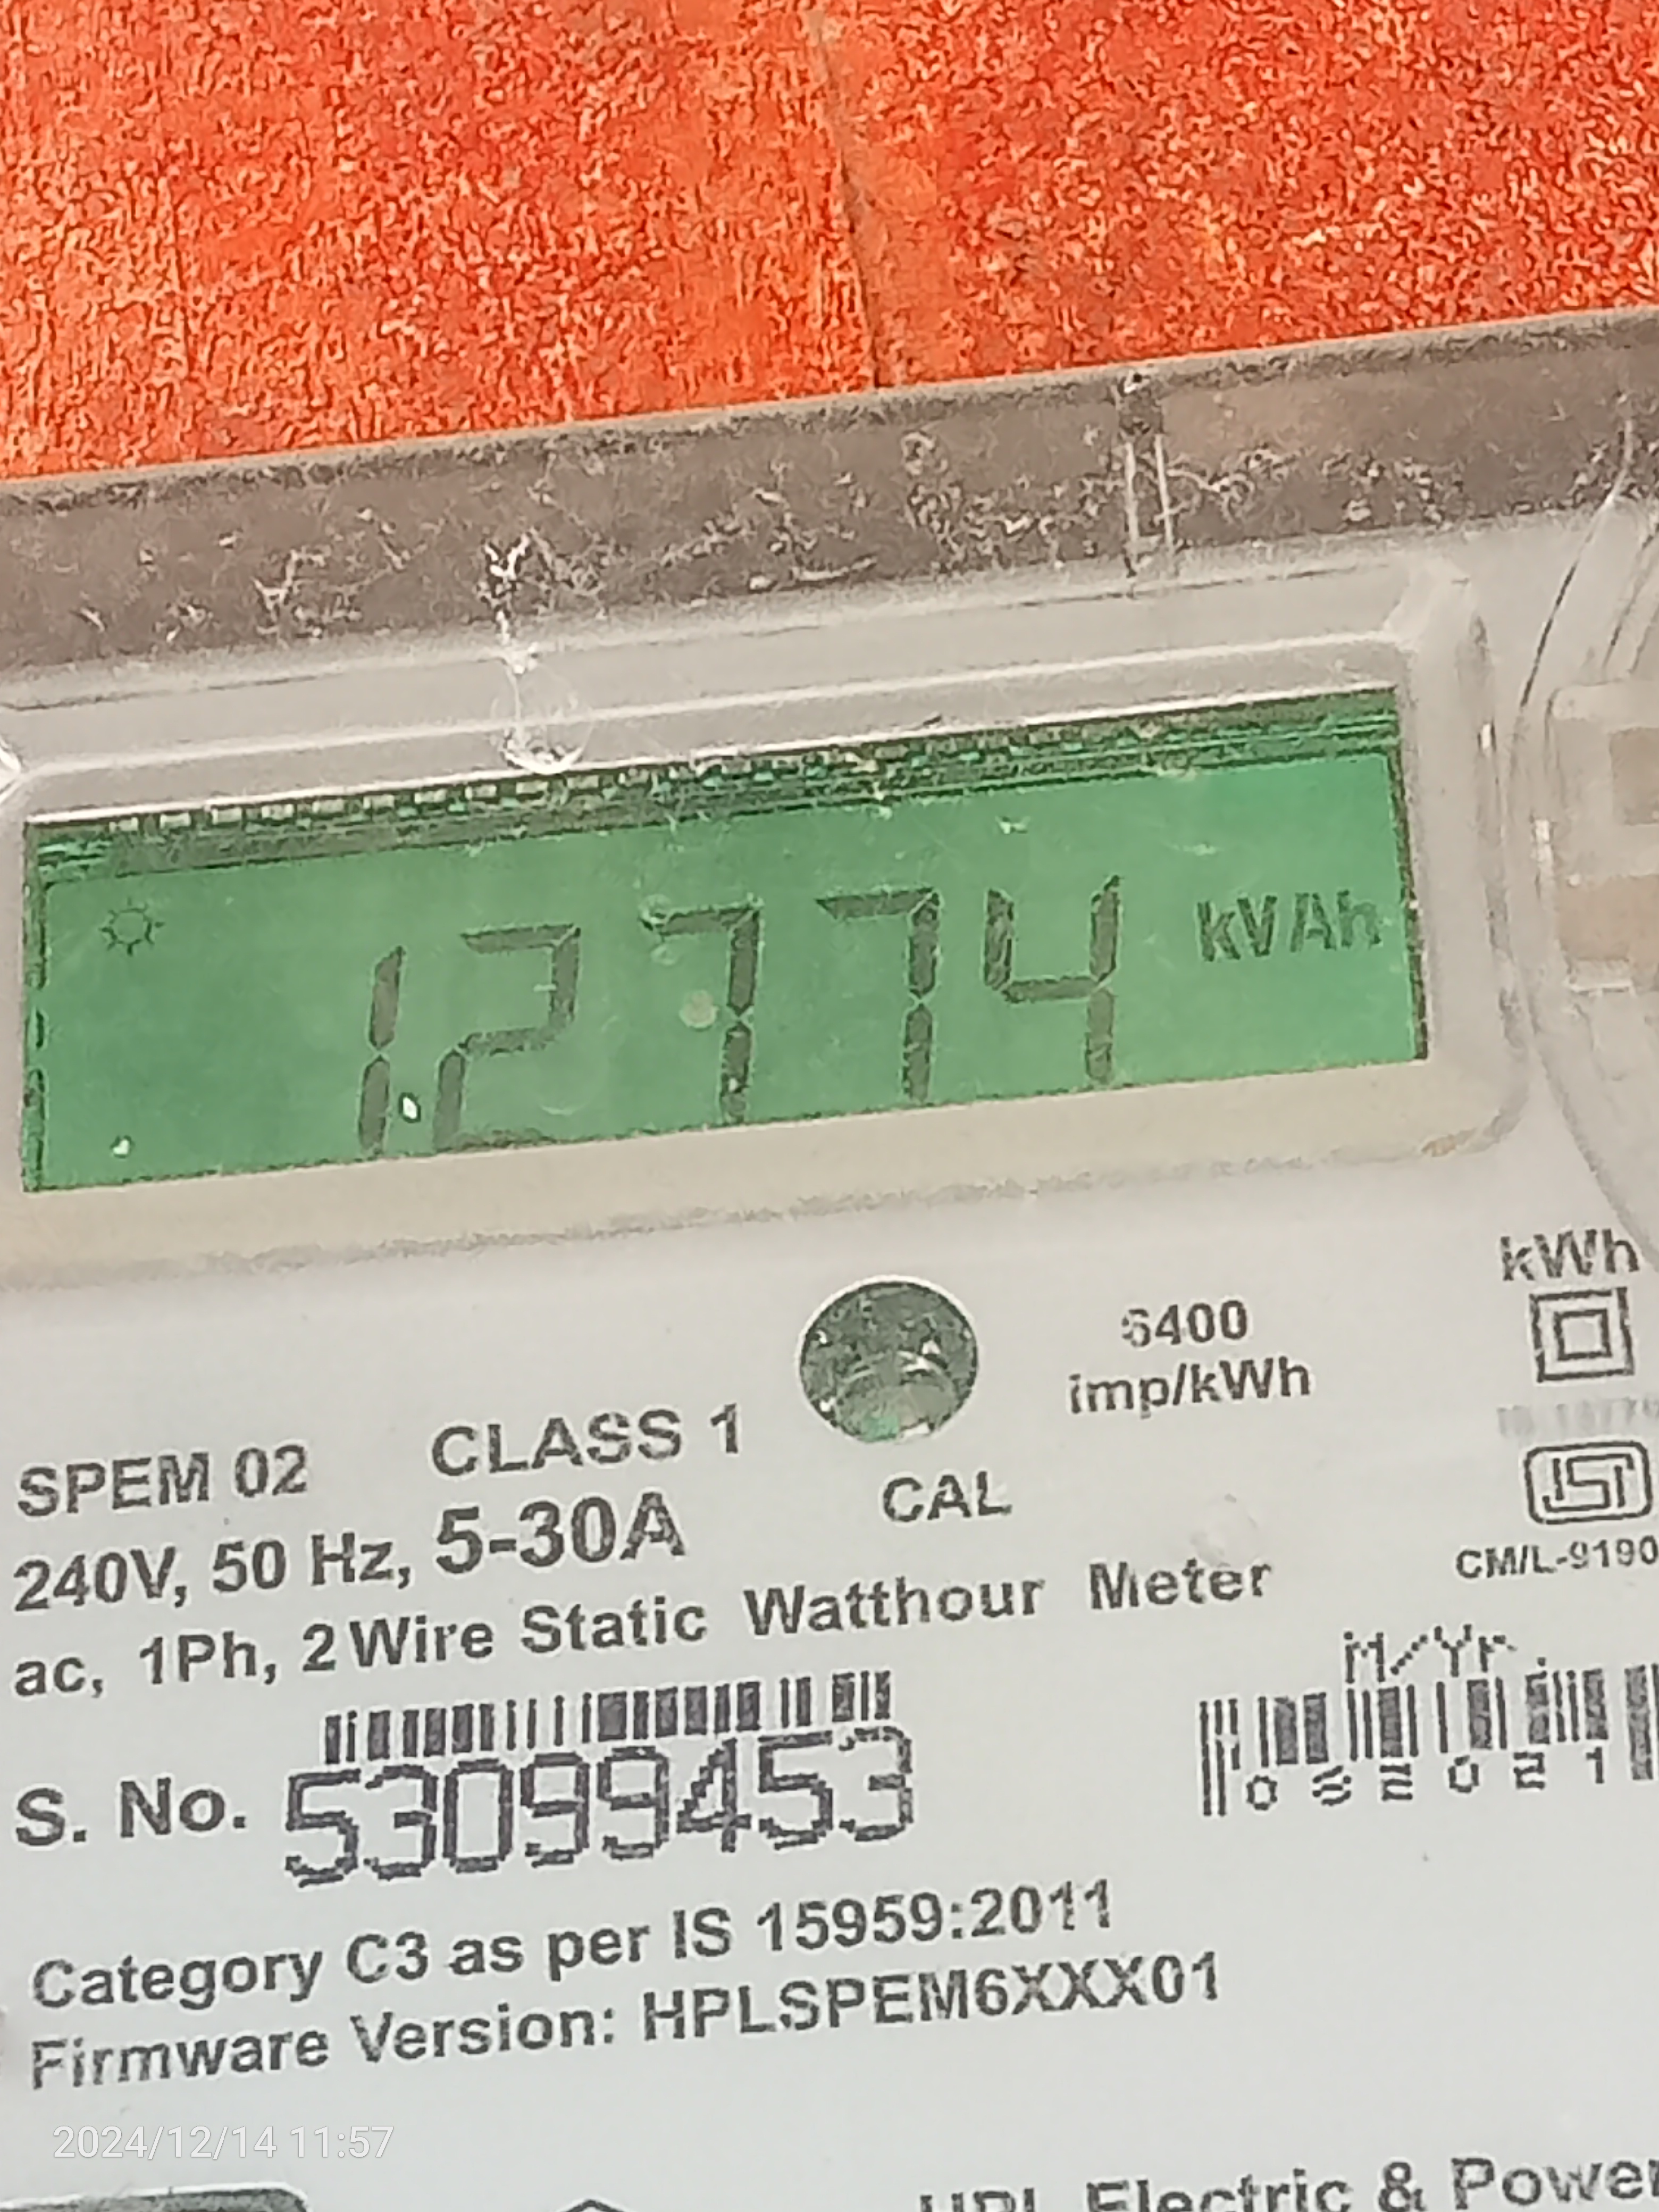 12774 kVAh
kWh
6400
imp/kWh
SPEM 02 CLASS 1
CAL
240V, 50 Hz, 5-30A
CM/L-9190
ac, 1Ph, 2 Wire Static Watthour Meter
M/Yr.
S. No. 53099453
Category C3 as per IS 15959:2011
Firmware Version: HPLSPEM6XXX01
2024/12/14 11:57
HPL Electric & Power